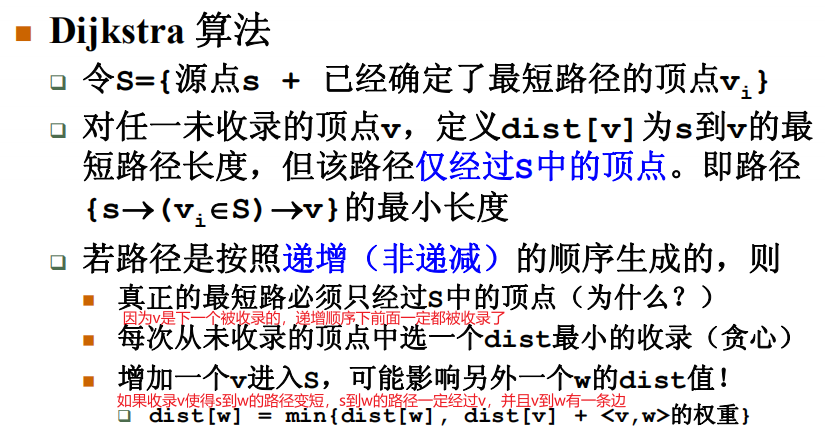 Dijkstra 算法
令S={源点s + 已经确定了最短路径的顶点vi}
对任一未收录的顶点v，定义dist[v]为s到v的最
短路径长度，但该路径仅经过S中的顶点。即路径
{s→(vi∈S)→v}的最小长度
若路径是按照递增（非递减）的顺序生成的，则
真正的最短路必须只经过S中的顶点（为什么？）
因为v是下一个被收录的，递增顺序下前面一定都被收录了
每次从未收录的顶点中选一个dist最小的收录（贪心）
增加一个v进入S，可能影响另外一个w的dist值！
如果收录v使得s到w的路径变短，s到w的路径一定经过v，并且v到w有一条边
dist[w] = min{dist[w], dist[v] + <v,w>的权重}